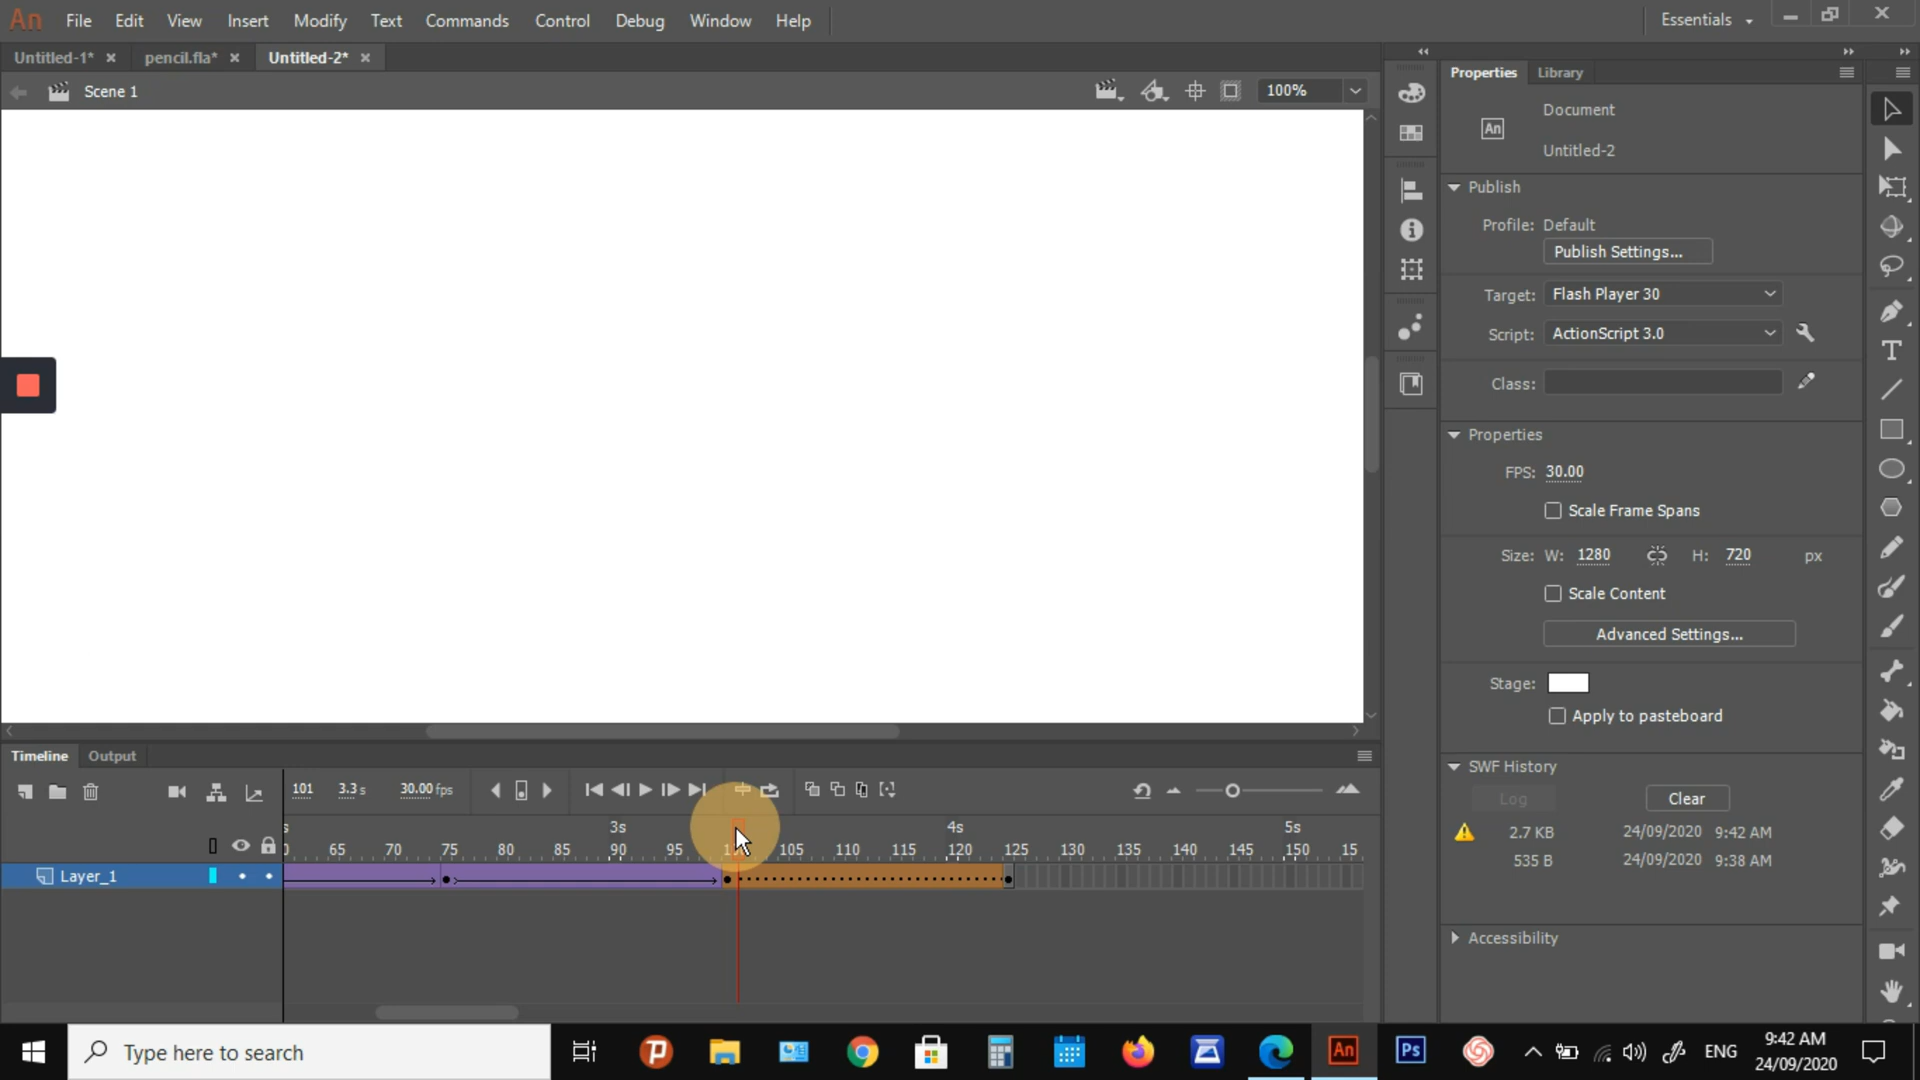 An File Edit View Insert Modify Text Commands Control Debug Window Help Essentials
Untitled-1* pencil.fla* Untitled-2*
Scene 1 100%
Properties Library
Document
An
Untitled-2
Publish
Profile: Default
Publish Settings...
Target: Flash Player 30
Script: ActionScript 3.0
Class:
Properties
FPS: 30.00
Scale Frame Spans
Size: W: 1280 H: 720 px
Scale Content
Advanced Settings...
Stage:
Apply to pasteboard
SWF History
Log Clear
2.7 KB 24/09/2020 9:42 AM
535 B 24/09/2020 9:38 AM
Accessibility
Timeline Output
101 3.3 s 30.00 fps
s 3s 4s 5s
65 70 75 80 85 90 95 105 110 115 120 125 130 135 140 145 150 15
Layer_1
Type here to search
An Ps
ENG
9:42 AM
24/09/2020